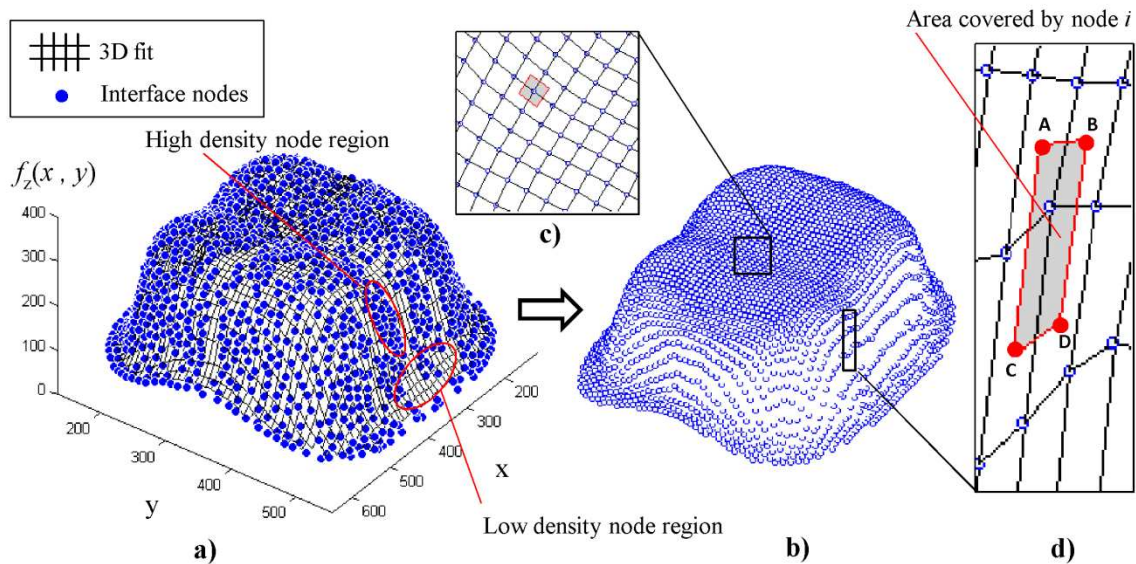 3D fit
Interface nodes
High density node region
f_z(x , y)
400
300
200
100
0
200
300
400
500
y
600
500
400
300
200
x
Low density node region
a)
c)
b)
Area covered by node i
A
B
C
D
d)